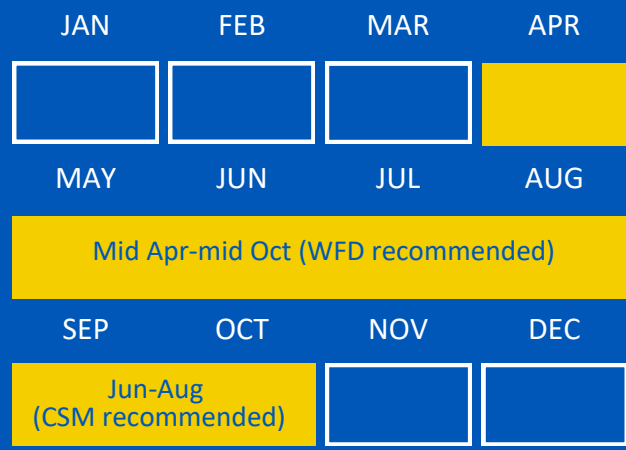 JAN FEB MAR APR
MAY JUN JUL AUG
Mid Apr-mid Oct (WFD recommended)
SEP OCT NOV DEC
Jun-Aug
(CSM recommended)